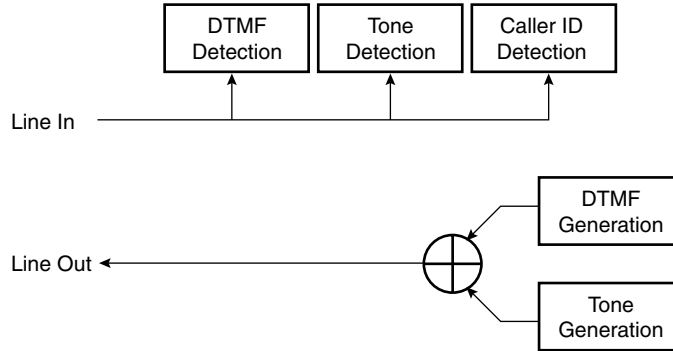 DTMF
Detection
Tone
Detection
Caller ID
Detection
Line In
DTMF
Generation
Line Out
Tone
Generation